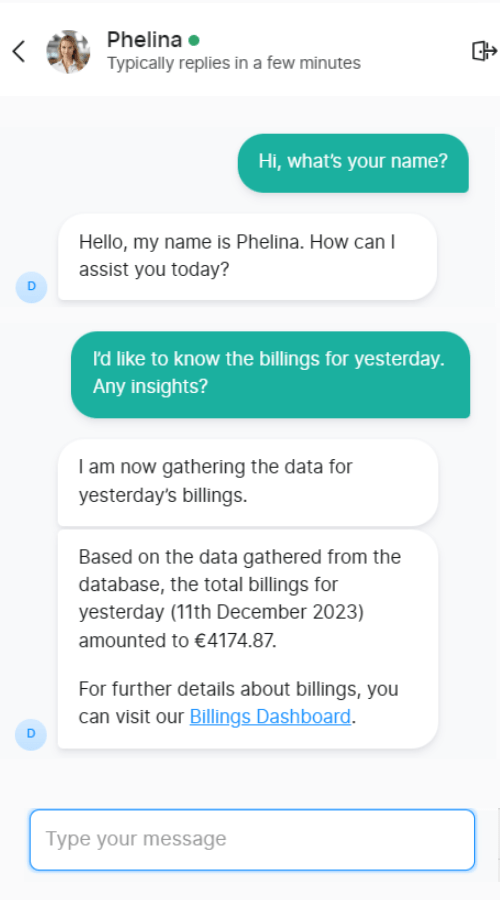 Phelina
Typically replies in a few minutes
Hi, what's your name?
Hello, my name is Phelina. How can I
assist you today?
D
I'd like to know the billings for yesterday.
Any insights?
I am now gathering the data for
yesterday's billings.
Based on the data gathered from the
database, the total billings for
yesterday (11th December 2023)
amounted to €4174.87.
For further details about billings, you
can visit our Billings Dashboard.
D
Type your message